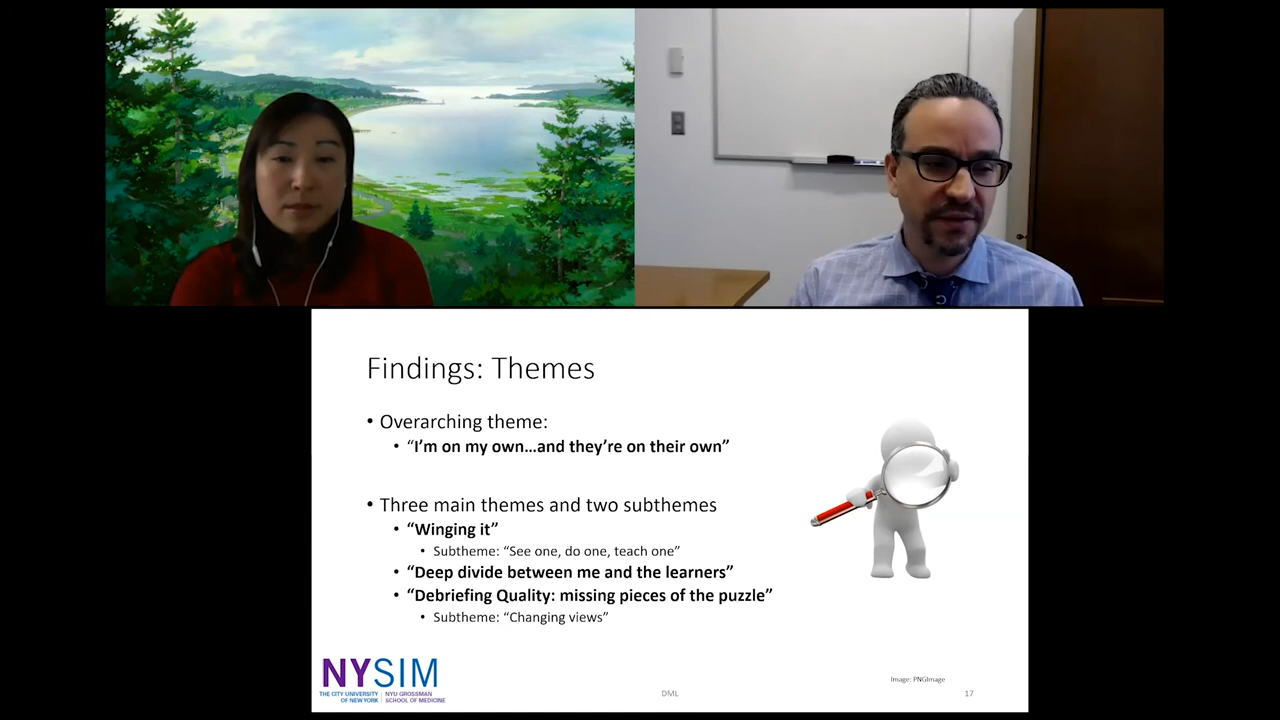 Findings: Themes
• Overarching theme:
• “I’m on my own…and they’re on their own”
• Three main themes and two subthemes
• “Winging it”
• Subtheme: “See one, do one, teach one”
• “Deep divide between me and the learners”
• “Debriefing Quality: missing pieces of the puzzle”
• Subtheme: “Changing views”
NYSIM
THE CITY UNIVERSITY OF NEW YORK
NYU GROSSMAN SCHOOL OF MEDICINE
Image: PNGImage
DML
17